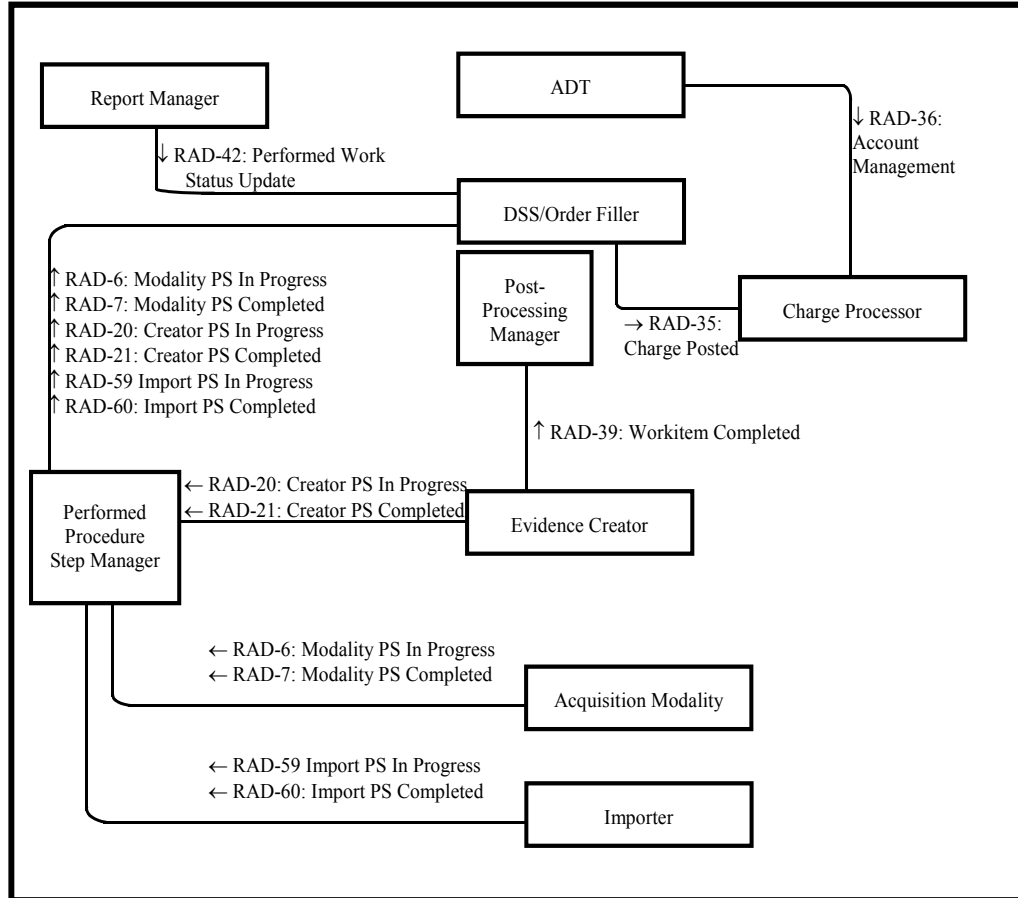 Report Manager
ADT
↓ RAD-36:
Account
Management
↓ RAD-42: Performed Work
Status Update
DSS/Order Filler
↑ RAD-6: Modality PS In Progress
↑ RAD-7: Modality PS Completed
↑ RAD-20: Creator PS In Progress
↑ RAD-21: Creator PS Completed
↑ RAD-59 Import PS In Progress
↑ RAD-60: Import PS Completed
Post-
Processing
Manager
→ RAD-35:
Charge Posted
Charge Processor
↑ RAD-39: Workitem Completed
← RAD-20: Creator PS In Progress
← RAD-21: Creator PS Completed
Performed
Procedure
Step Manager
Evidence Creator
← RAD-6: Modality PS In Progress
← RAD-7: Modality PS Completed
Acquisition Modality
← RAD-59 Import PS In Progress
← RAD-60: Import PS Completed
Importer